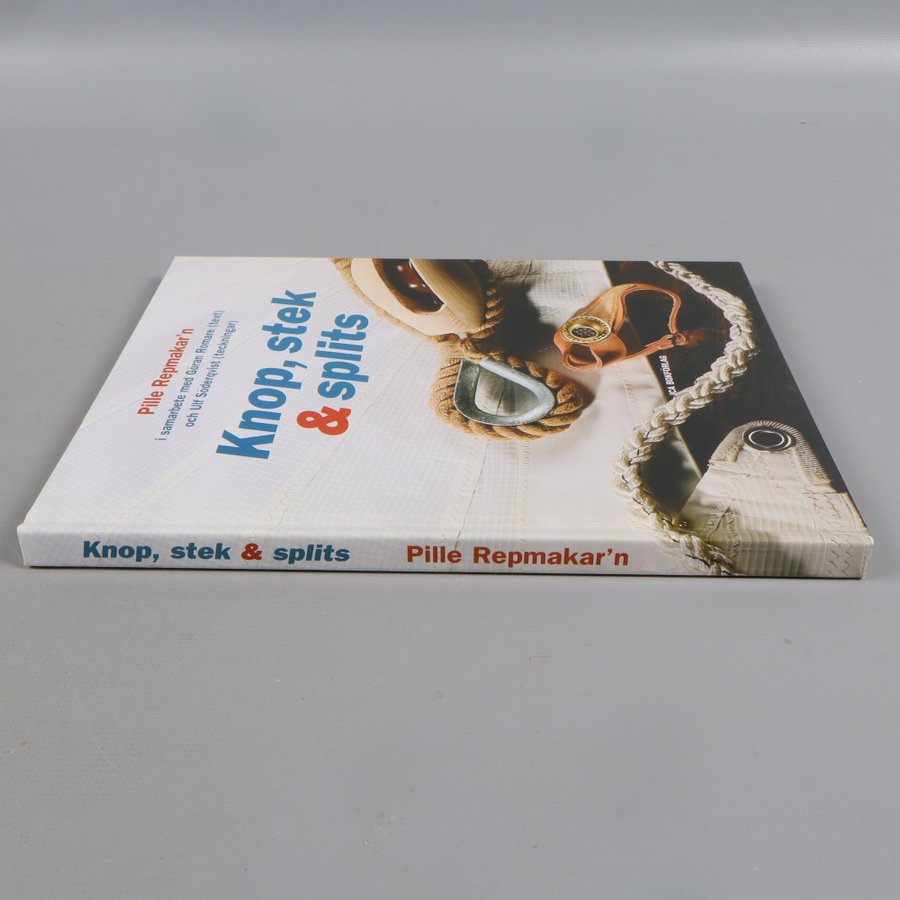 Pille Repmakar'n
i samarbete med Göran Romare (text)
och Ulf Söderqvist (teckningar)
Knop, stek
& splits
ICA BOKFÖRLAG
Knop, stek & splits Pille Repmakar'n